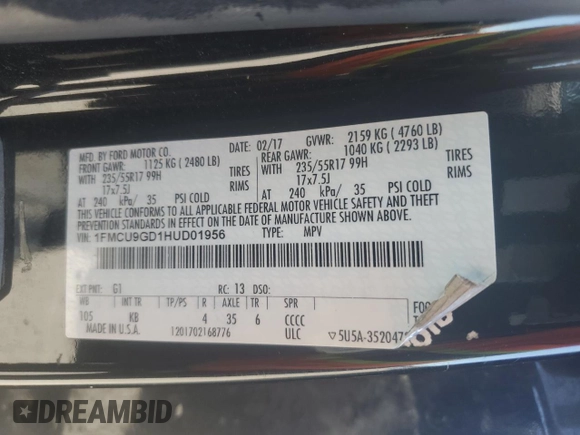 MFD. BY FORD MOTOR CO.
DATE: 02/17 GVWR: 2159 KG ( 4760 LB)
FRONT GAWR: 1125 KG ( 2480 LB)
REAR GAWR: 1040 KG ( 2293 LB)
WITH 235/55R17 99H TIRES
WITH 235/55R17 99H TIRES
17x7.5J RIMS
17x7.5J RIMS
AT 240 kPa/ 35 PSI COLD
AT 240 kPa/ 35 PSI COLD
THIS VEHICLE CONFORMS TO ALL APPLICABLE FEDERAL MOTOR VEHICLE SAFETY, BUMPER, AND THEFT
PREVENTION STANDARDS IN EFFECT ON THE DATE OF MANUFACTURE SHOWN ABOVE.
VIN: 1FMCU9GD1HUD01956 TYPE: MPV
EXT PNT: G1 RC: 13 DSO:
WB INT TR TP/PS R AXLE TR SPR
105 KB 4 35 6 CCCC
MADE IN U.S.A. 1201702168776 ULC
5U5A-35204
DREAMBID